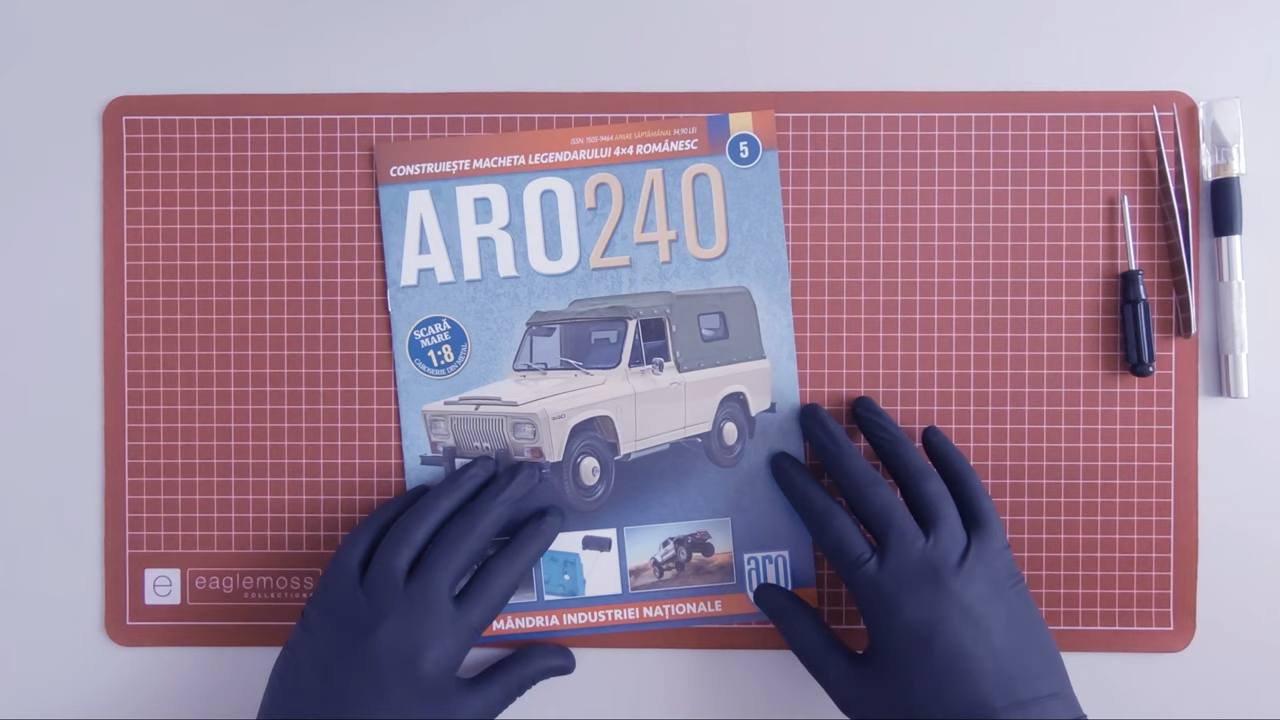 ISSN: 1505-9464 APARE SĂPTĂMÂNAL 34,90 LEI
CONSTRUIEȘTE MACHETA LEGENDARULUI 4×4 ROMÂNESC
5
ARO240
SCARĂ
MARE
1:8
CAROSERIE DIN METAL
240
aro
MÂNDRIA INDUSTRIEI NAȚIONALE
e eaglemoss
COLLECTIONS